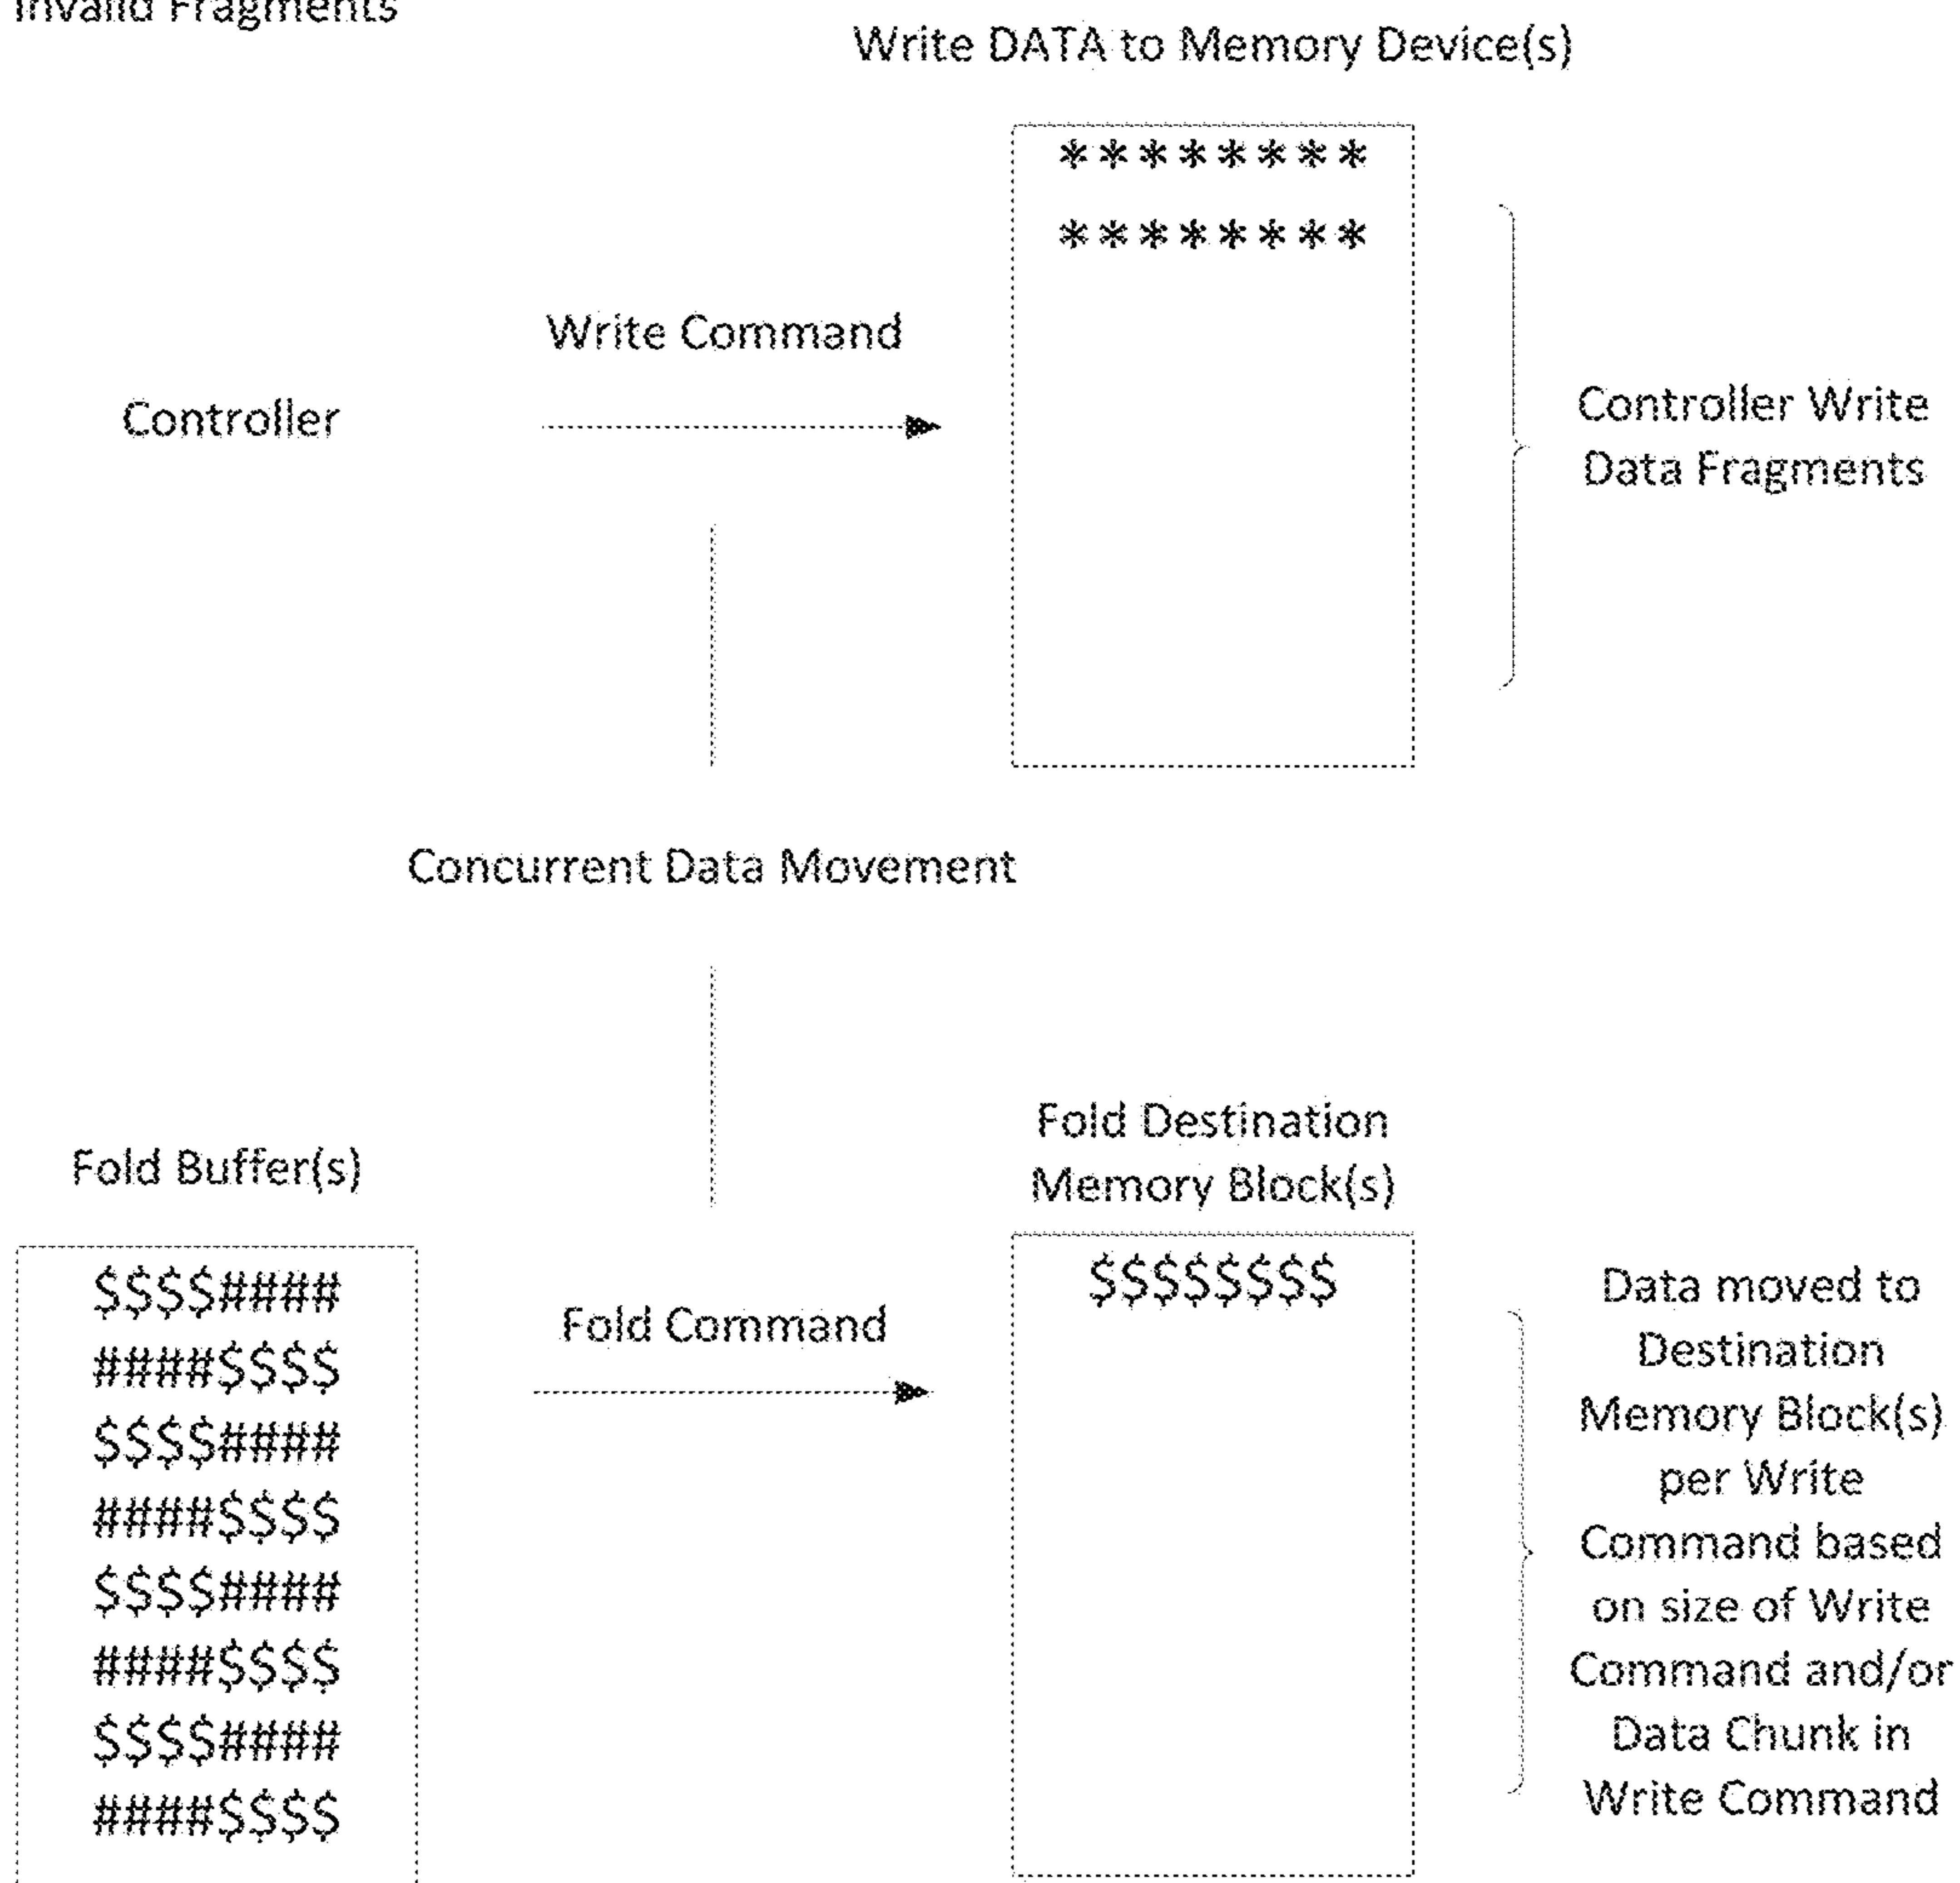 Invalid Fragments
Write DATA to Memory Device(s)
* * * * * * * *
* * * * * * * *
Write Command
Controller
Controller Write
Data Fragments
Concurrent Data Movement
Fold Buffer(s)
$$$$####
####$$$$
$$$$####
####$$$$
$$$$####
####$$$$
$$$$####
####$$$$
Fold Command
Fold Destination
Memory Block(s)
$$$$$$$$
Data moved to
Destination
Memory Block(s)
per Write
Command based
on size of Write
Command and/or
Data Chunk in
Write Command